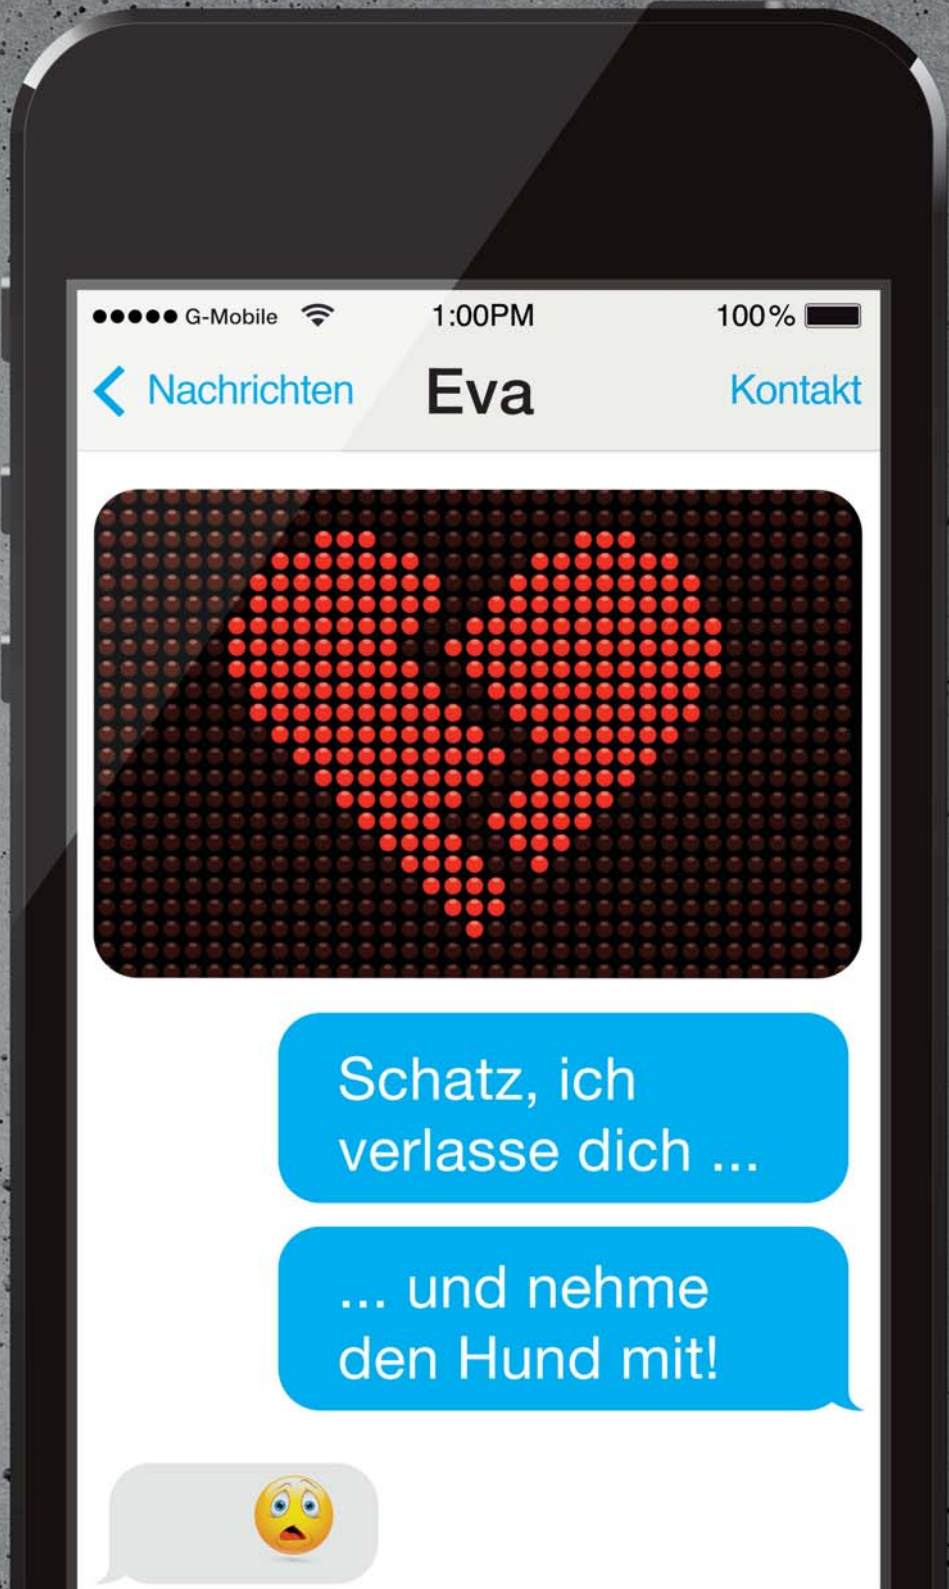 G-Mobile 1:00PM 100%
Nachrichten Eva Kontakt
Schatz, ich
verlasse dich ...
... und nehme
den Hund mit!